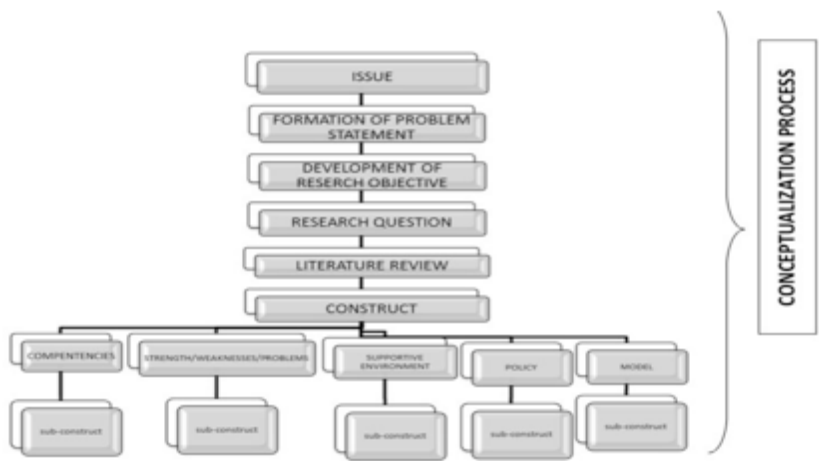 ISSUE
FORMATION OF PROBLEM
STATEMENT
DEVELOPMENT OF
RESERCH OBJECTIVE
RESEARCH QUESTION
LITERATURE REVIEW
CONSTRUCT
COMPENTENCIES
STRENGTH/WEAKNESSES/PROBLEMS
SUPPORTIVE
ENVIRONMENT
POLICY
MODEL
sub-construct
sub-construct
sub-construct
sub-construct
sub-construct
CONCEPTUALIZATION PROCESS